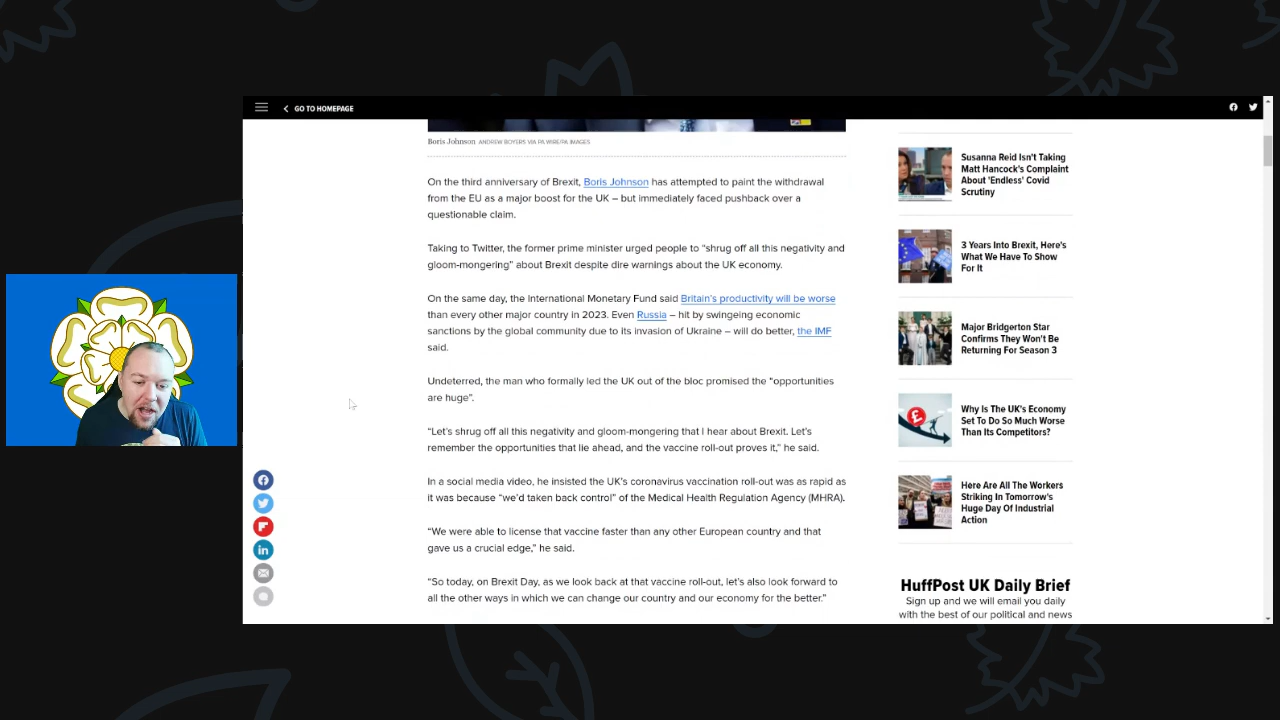 GO TO HOMEPAGE
Boris Johnson ANDREW BOYERS VIA PA WIRE/PA IMAGES
On the third anniversary of Brexit, Boris Johnson has attempted to paint the withdrawal
from the EU as a major boost for the UK – but immediately faced pushback over a
questionable claim.
Taking to Twitter, the former prime minister urged people to “shrug off all this negativity and
gloom-mongering” about Brexit despite dire warnings about the UK economy.
On the same day, the International Monetary Fund said Britain's productivity will be worse
than every other major country in 2023. Even Russia – hit by swingeing economic
sanctions by the global community due to its invasion of Ukraine – will do better, the IMF
said.
Undeterred, the man who formally led the UK out of the bloc promised the “opportunities
are huge”.
“Let's shrug off all this negativity and gloom-mongering that I hear about Brexit. Let's
remember the opportunities that lie ahead, and the vaccine roll-out proves it,” he said.
In a social media video, he insisted the UK's coronavirus vaccination roll-out was as rapid as
it was because “we'd taken back control” of the Medical Health Regulation Agency (MHRA).
“We were able to license that vaccine faster than any other European country and that
gave us a crucial edge,” he said.
“So today, on Brexit Day, as we look back at that vaccine roll-out, let's also look forward to
all the other ways in which we can change our country and our economy for the better.”
Susanna Reid Isn't Taking
Matt Hancock's Complaint
About 'Endless' Covid
Scrutiny
3 Years Into Brexit, Here's
What We Have To Show
For It
Major Bridgerton Star
Confirms They Won't Be
Returning For Season 3
Why Is The UK's Economy
Set To Do So Much Worse
Than Its Competitors?
Here Are All The Workers
Striking In Tomorrow's
Huge Day Of Industrial
Action
HuffPost UK Daily Brief
Sign up and we will email you daily
with the best of our political and news